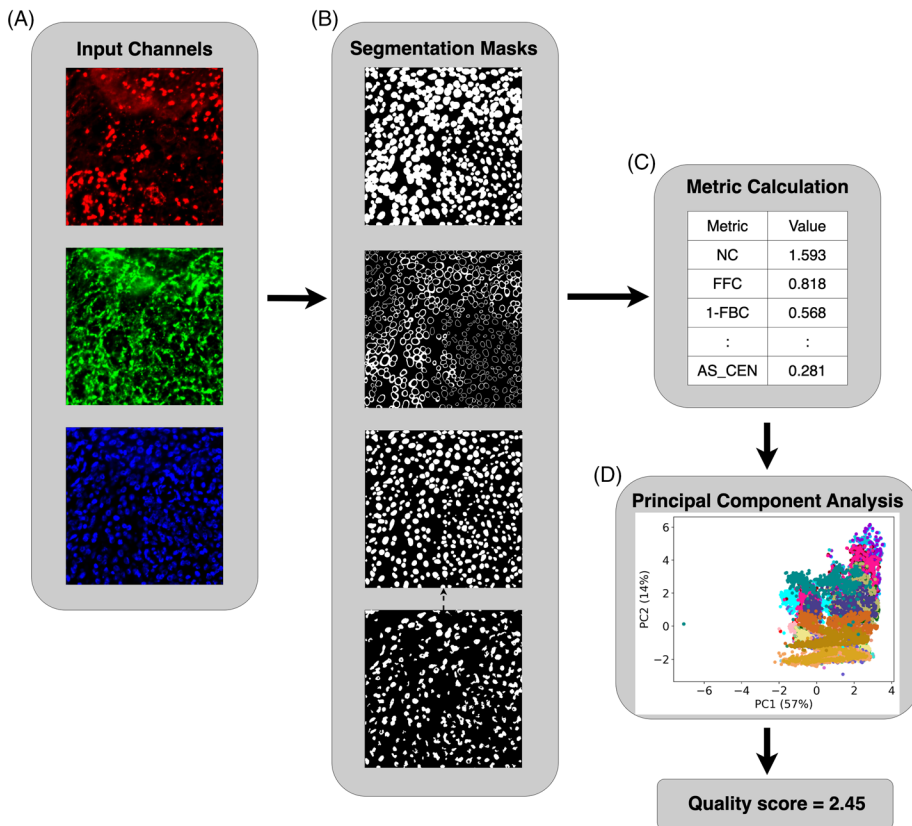 (A)
Input Channels
(B)
Segmentation Masks
(C)
Metric Calculation
Metric Value
NC 1.593
FFC 0.818
1-FBC 0.568
: :
AS_CEN 0.281
(D)
Principal Component Analysis
PC2 (14%)
6
4
2
0
−2
−6 −4 −2 0 2 4
PC1 (57%)
Quality score = 2.45